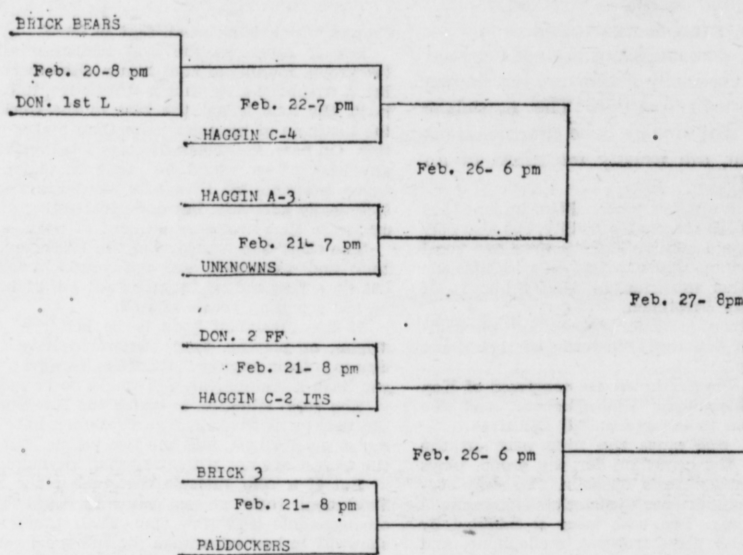 BRICK BEARS
Feb. 20-8 pm
DON. 1st L
Feb. 22-7 pm
HAGGIN C-4
Feb. 26- 6 pm
HAGGIN A-3
Feb. 21- 7 pm
UNKNOWNS
Feb. 27- 8pm
DON. 2 FF
Feb. 21- 8 pm
HAGGIN C-2 ITS
Feb. 26- 6 pm
BRICK 3
Feb. 21- 8 pm
PADDOCKERS